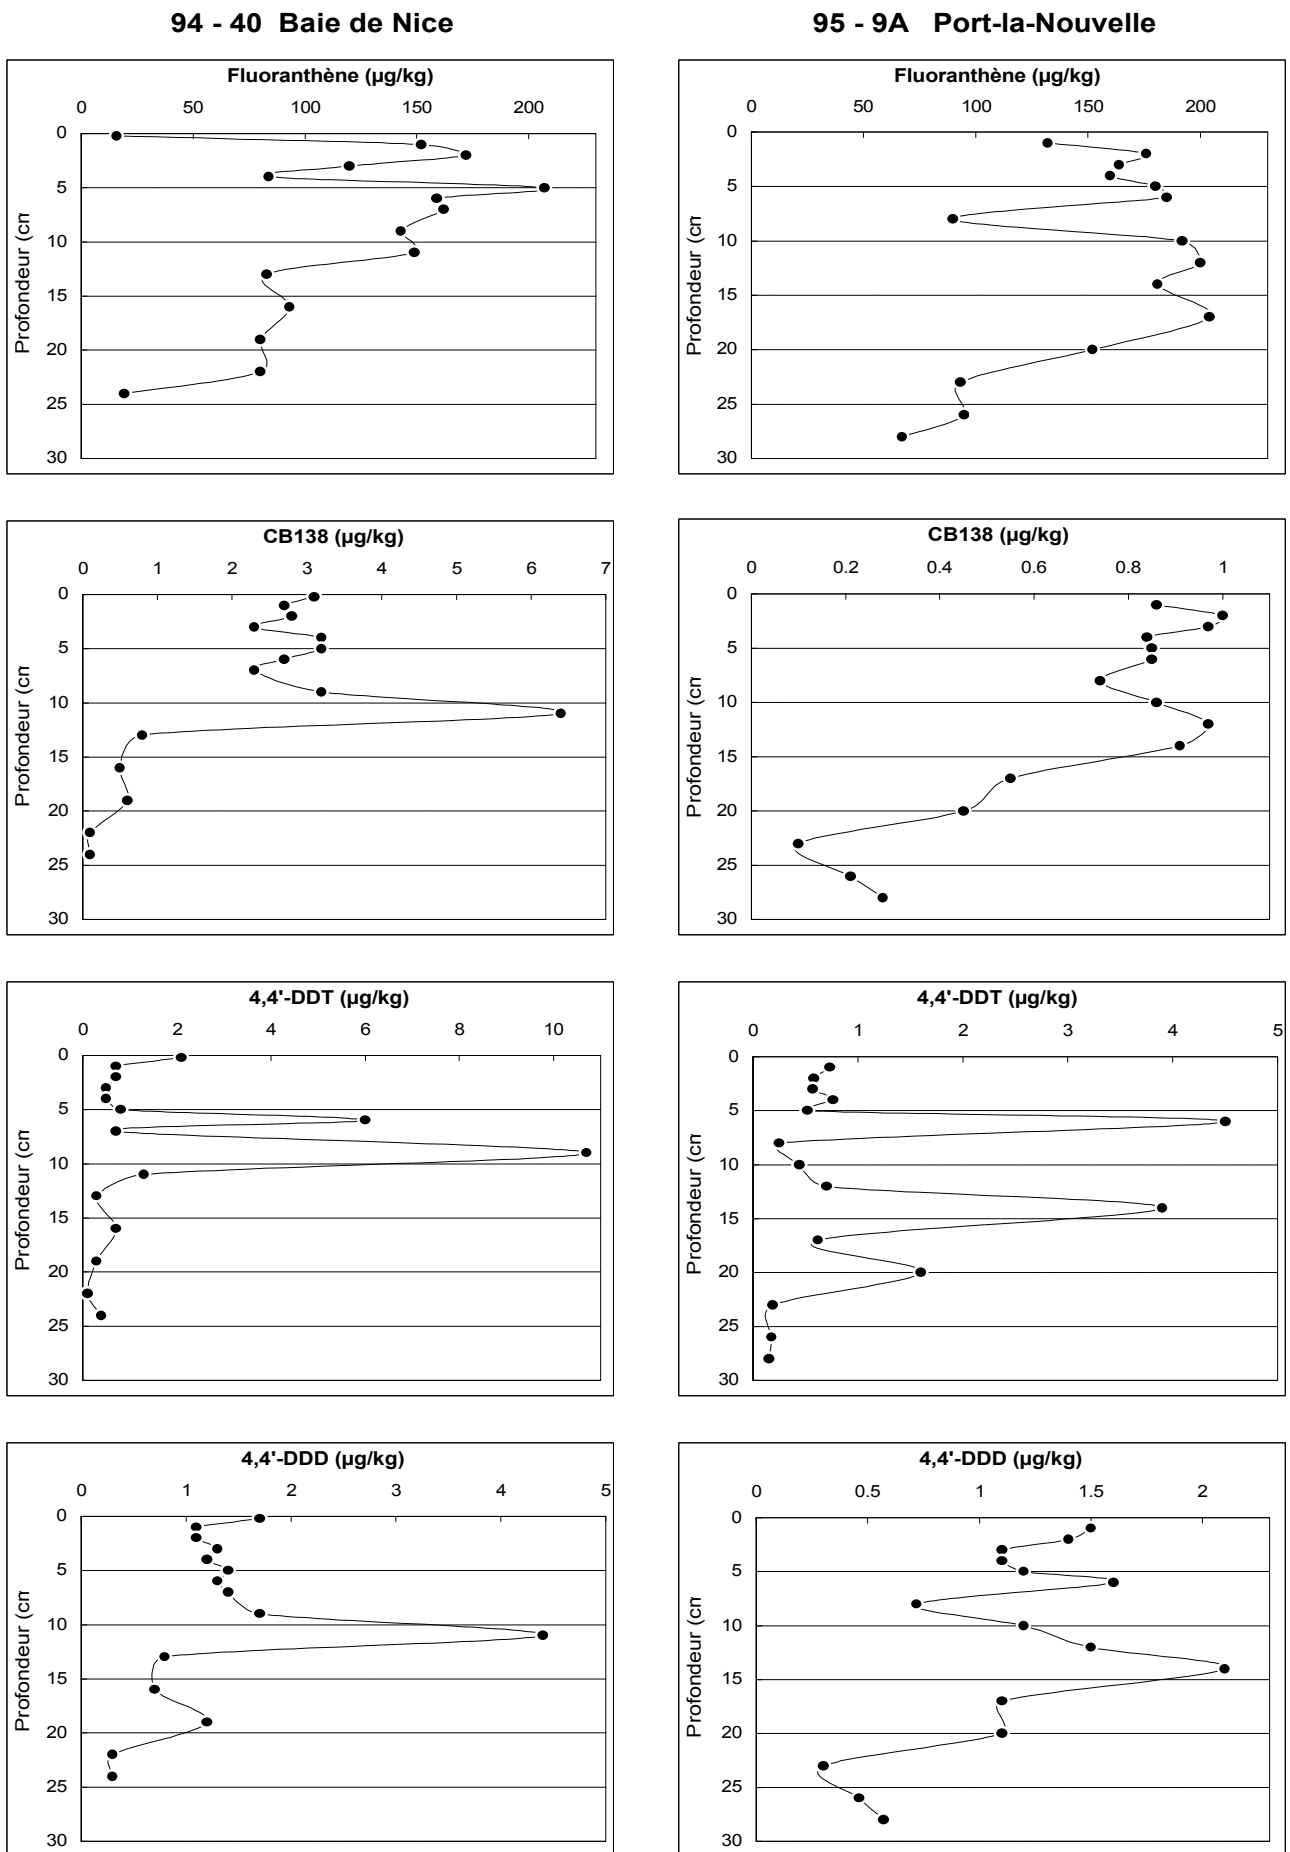 94 - 40 Baie de Nice
95 - 9A Port-la-Nouvelle
Fluoranthène (µg/kg)
0 50 100 150 200
0
5
10
15
20
25
30
Profondeur (cm
Fluoranthène (µg/kg)
0 50 100 150 200
0
5
10
15
20
25
30
Profondeur (cm
CB138 (µg/kg)
0 1 2 3 4 5 6 7
0
5
10
15
20
25
30
Profondeur (cm
CB138 (µg/kg)
0 0.2 0.4 0.6 0.8 1
0
5
10
15
20
25
30
Profondeur (cm
4,4'-DDT (µg/kg)
0 2 4 6 8 10
0
5
10
15
20
25
30
Profondeur (cm
4,4'-DDT (µg/kg)
0 1 2 3 4 5
0
5
10
15
20
25
30
Profondeur (cm
4,4'-DDD (µg/kg)
0 1 2 3 4 5
0
5
10
15
20
25
30
Profondeur (cm
4,4'-DDD (µg/kg)
0 0.5 1 1.5 2
0
5
10
15
20
25
30
Profondeur (cm